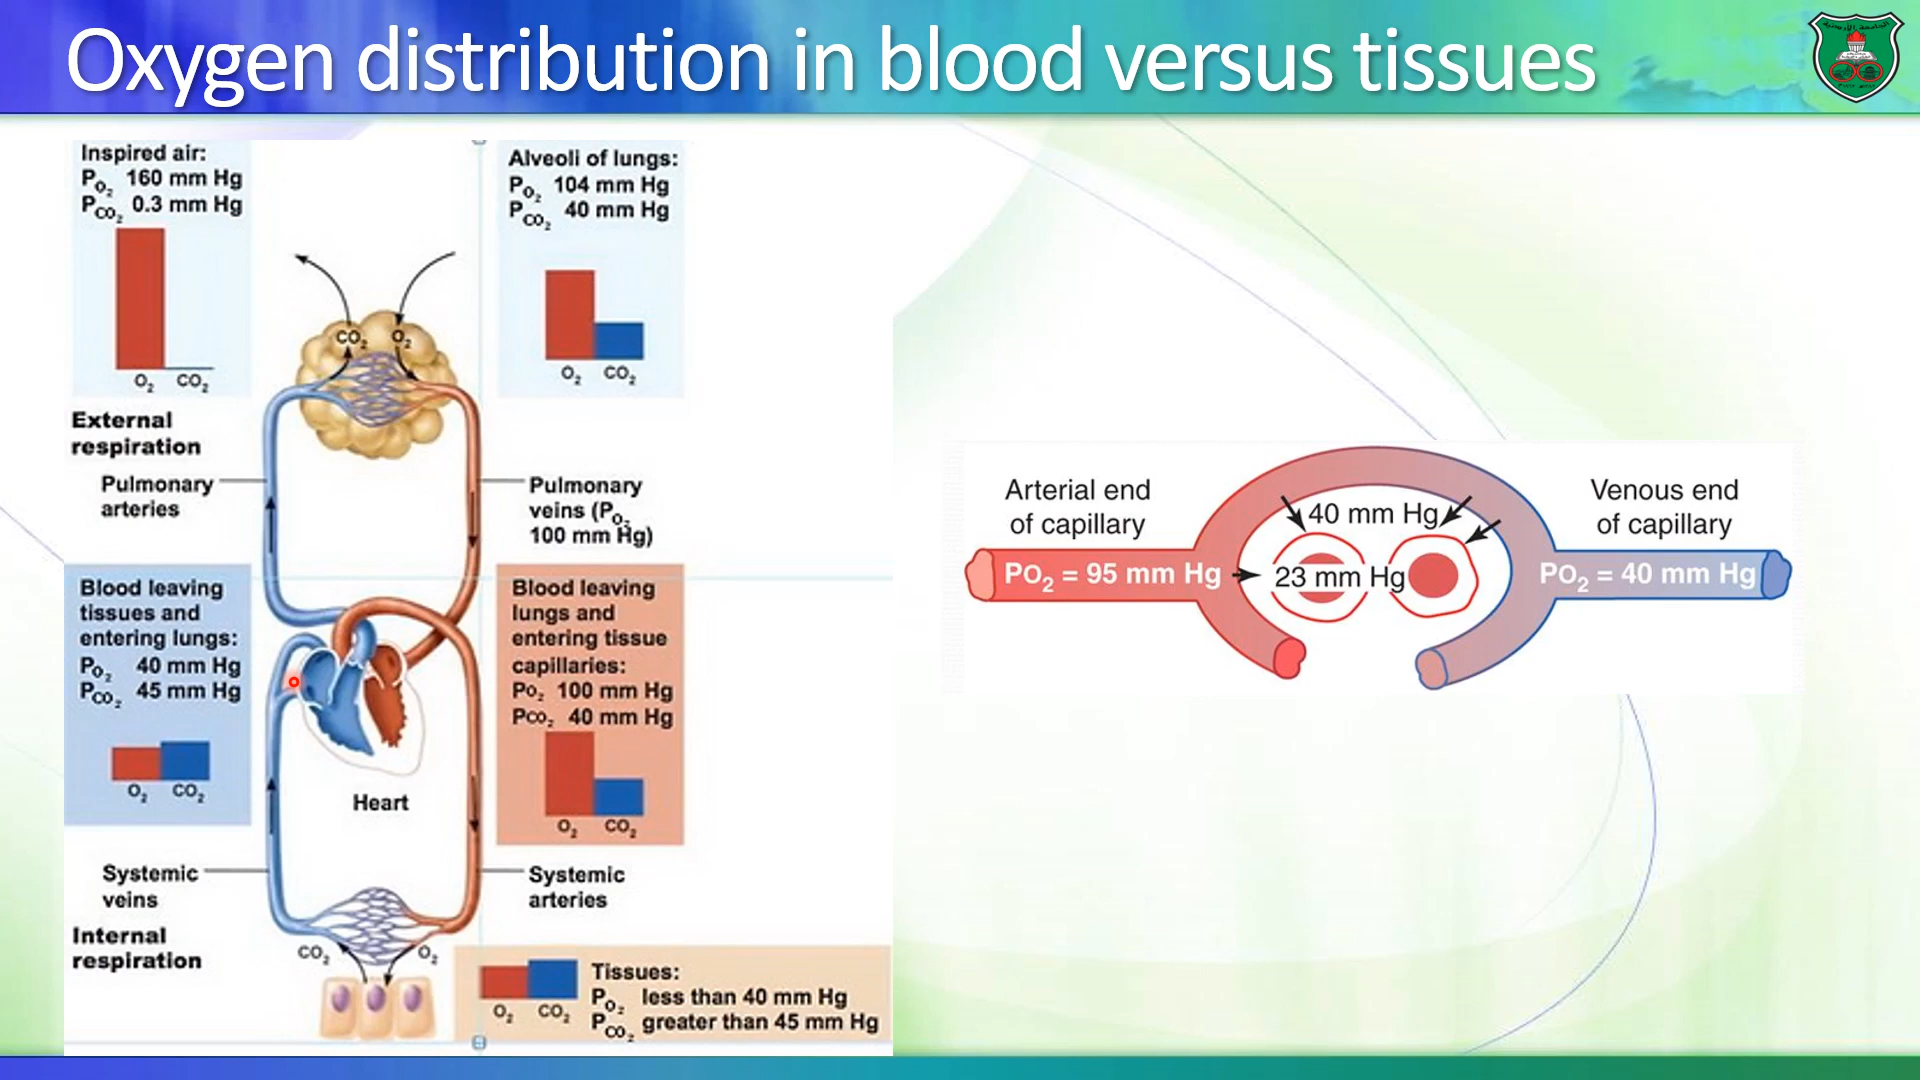 Oxygen distribution in blood versus tissues
Inspired air:
PO2 160 mm Hg
PCO2 0.3 mm Hg
O2 CO2
Alveoli of lungs:
PO2 104 mm Hg
PCO2 40 mm Hg
O2 CO2
CO2 O2
External
respiration
Pulmonary
arteries
Pulmonary
veins (PO2
100 mm Hg)
Blood leaving
tissues and
entering lungs:
PO2 40 mm Hg
PCO2 45 mm Hg
O2 CO2
Blood leaving
lungs and
entering tissue
capillaries:
PO2 100 mm Hg
PCO2 40 mm Hg
O2 CO2
Heart
Systemic
veins
Systemic
arteries
Internal
respiration
CO2 O2
O2 CO2
Tissues:
PO2 less than 40 mm Hg
PCO2 greater than 45 mm Hg
Arterial end
of capillary
Venous end
of capillary
40 mm Hg
PO2 = 95 mm Hg
23 mm Hg
PO2 = 40 mm Hg